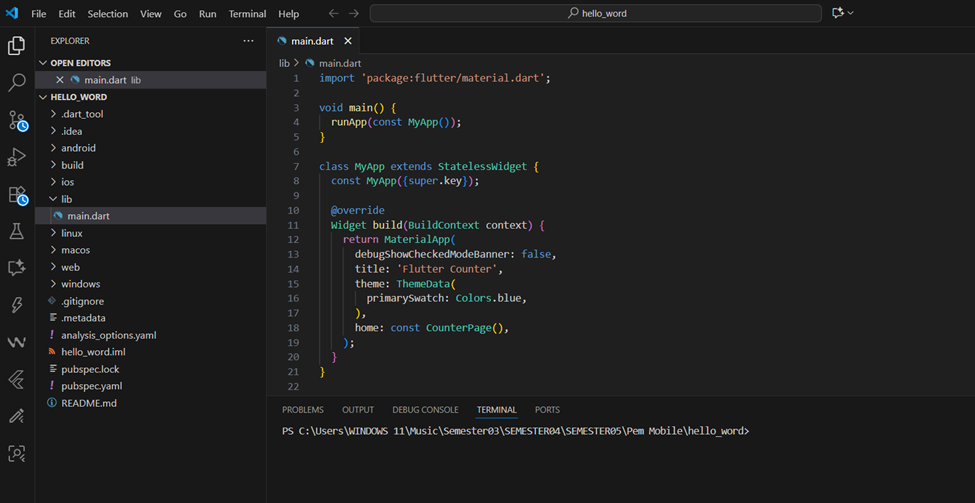 File Edit Selection View Go Run Terminal Help
hello_word
EXPLORER
OPEN EDITORS
main.dart lib
HELLO_WORD
.dart_tool
.idea
android
build
ios
lib
main.dart
linux
macos
web
windows
.gitignore
.metadata
analysis_options.yaml
hello_word.iml
pubspec.lock
pubspec.yaml
README.md
main.dart
lib > main.dart
1 import 'package:flutter/material.dart';
2
3 void main() {
4 runApp(const MyApp());
5 }
6
7 class MyApp extends StatelessWidget {
8 const MyApp({super.key});
9
10 @override
11 Widget build(BuildContext context) {
12 return MaterialApp(
13 debugShowCheckedModeBanner: false,
14 title: 'Flutter Counter',
15 theme: ThemeData(
16 primarySwatch: Colors.blue,
17 ),
18 home: const CounterPage(),
19 );
20 }
21 }
22
PROBLEMS OUTPUT DEBUG CONSOLE TERMINAL PORTS
PS C:\Users\WINDOWS 11\Music\Semester03\SEMESTER04\SEMESTER05\Pem Mobile\hello_word>